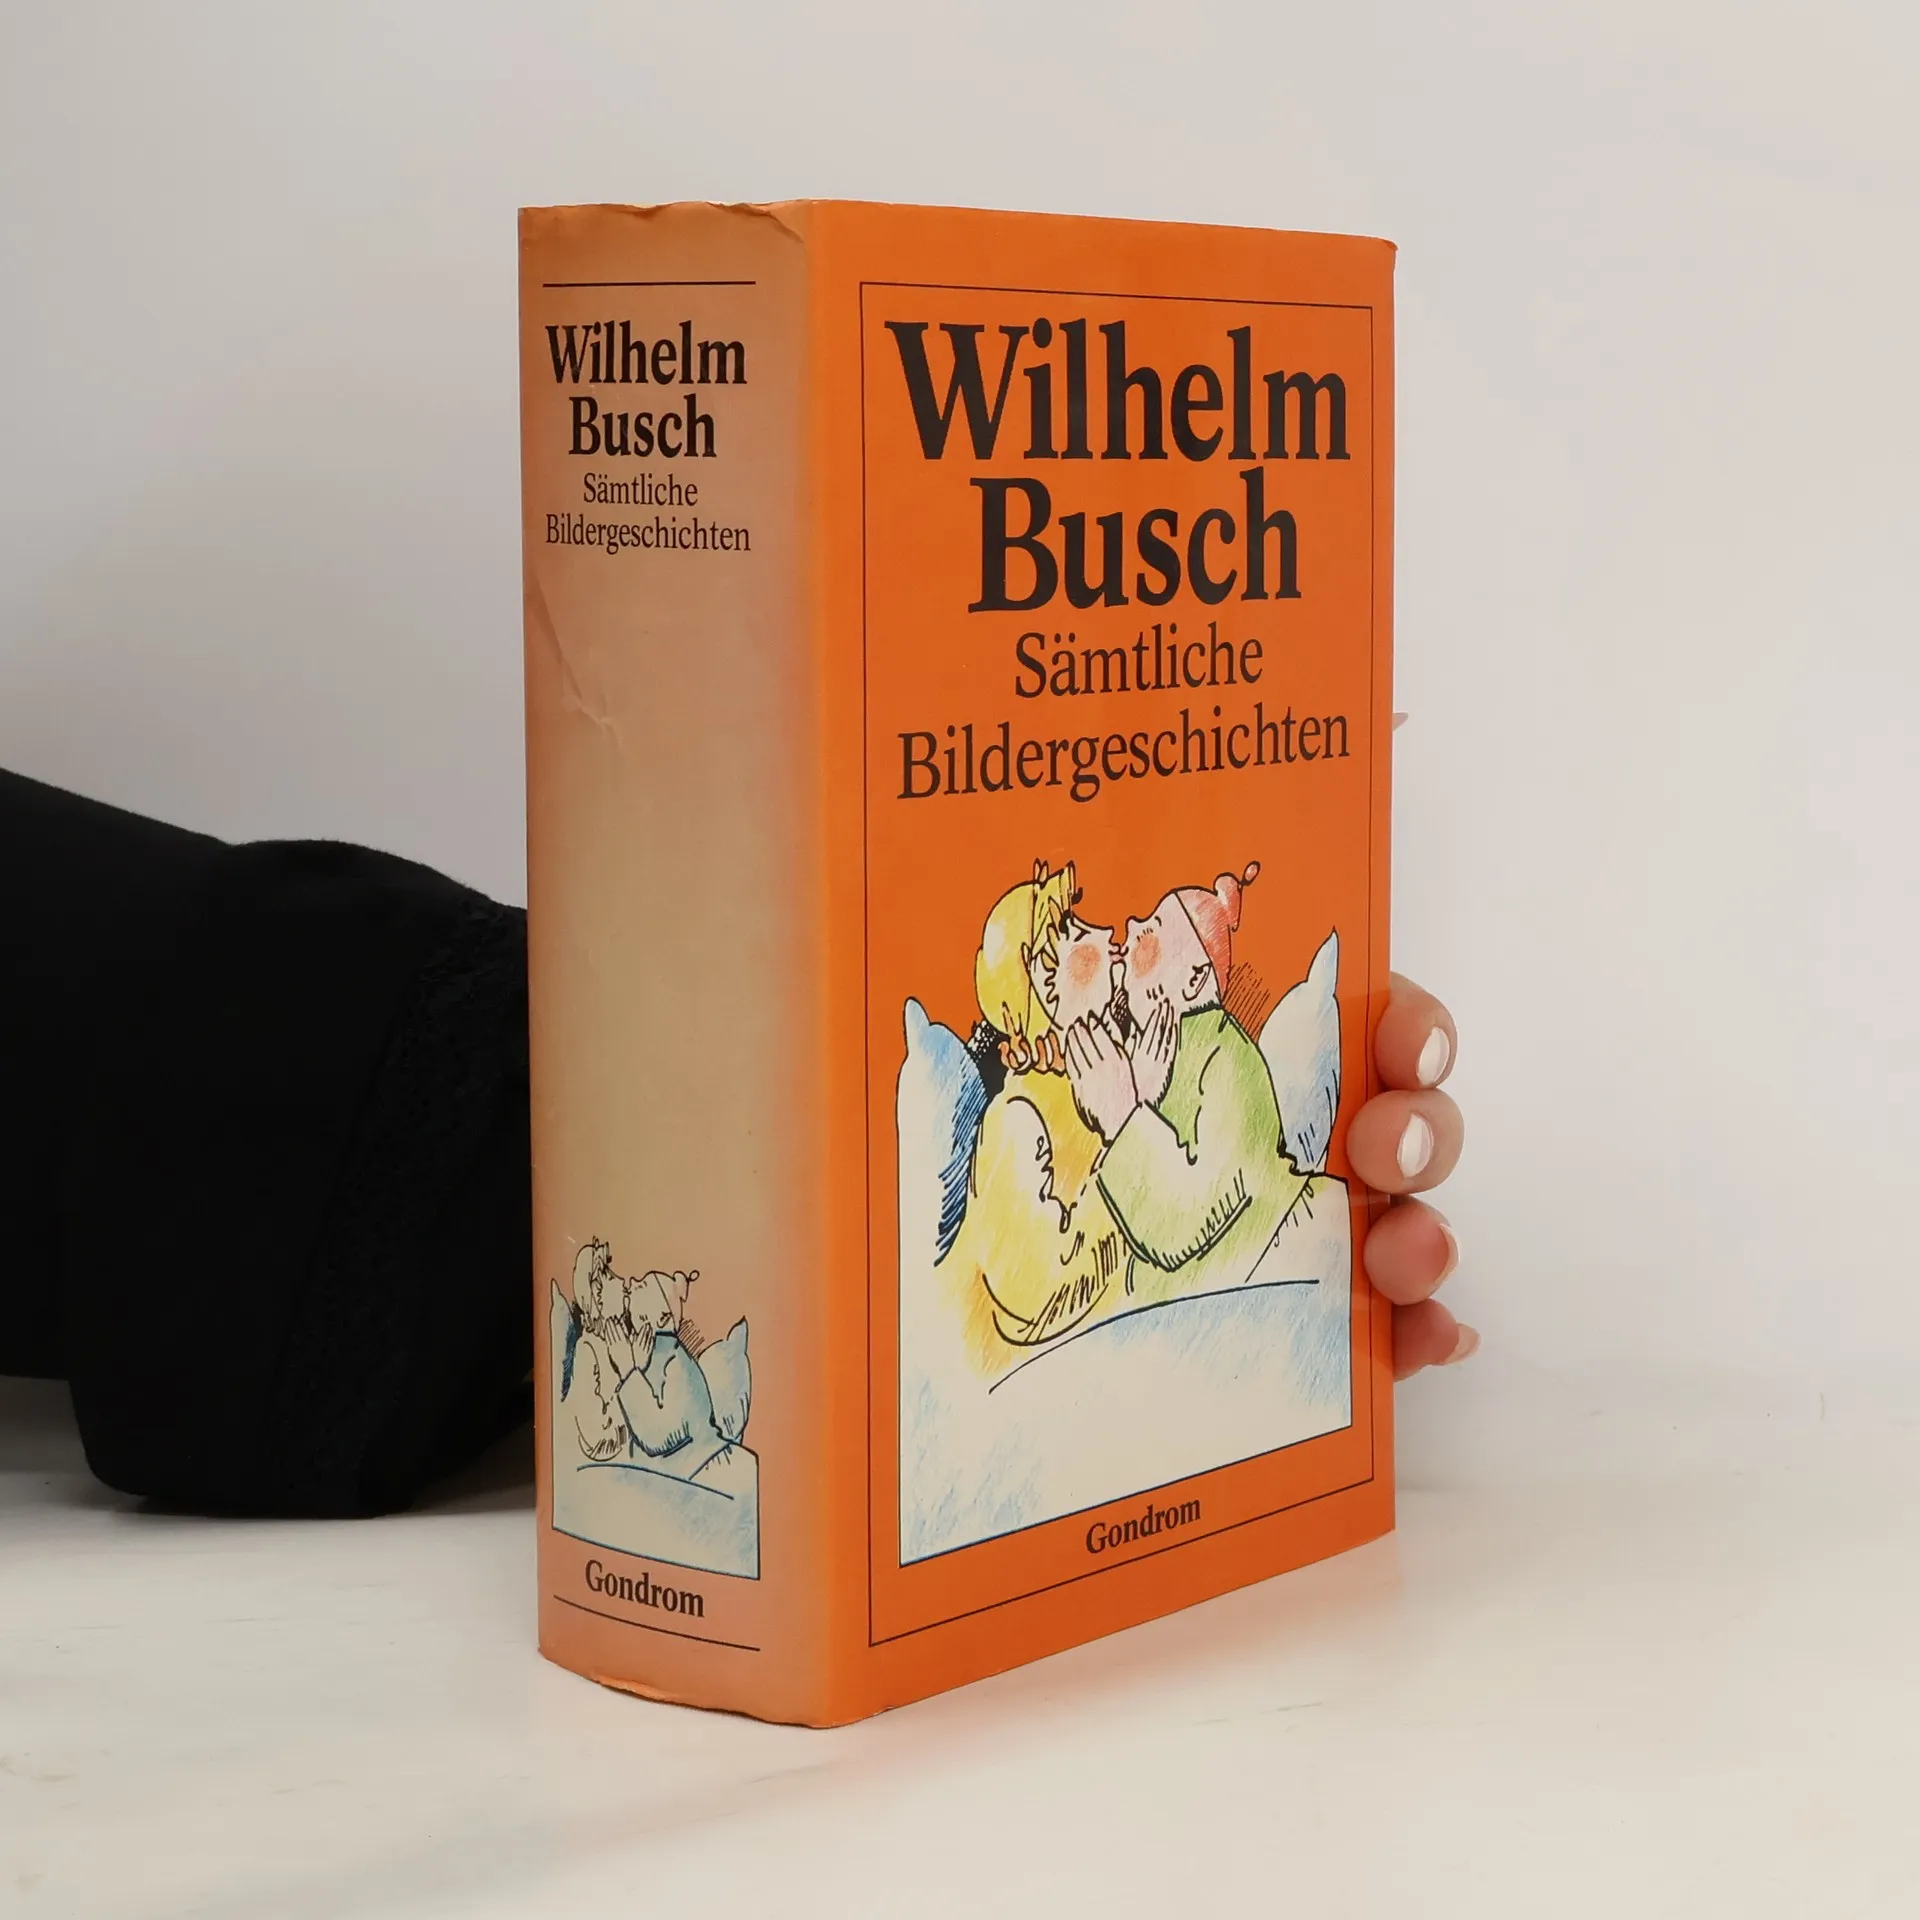 Wilhelm
Busch
Sämtliche
Bildergeschichten
Gondrom
Wilhelm
Busch
Sämtliche
Bildergeschichten
Gondrom